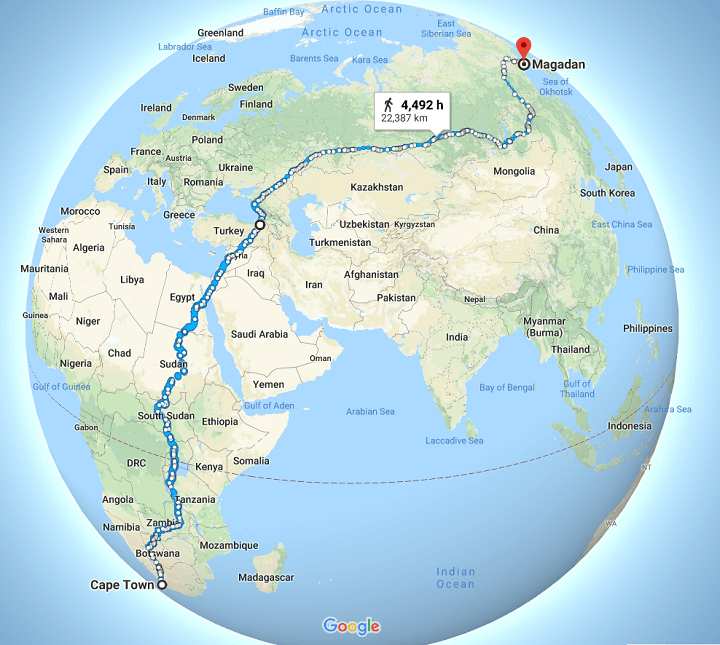 Baffin Bay
Arctic Ocean
Greenland
Arctic Ocean
East
Siberian Sea
Labrador Sea
Iceland
Barents Sea
Kara Sea
Magadan
Sea of
Okhotsk
Sweden
Finland
Ireland
Denmark
4,492 h
22,387 km
Poland
France
Austria
Ukraine
Spain
Italy
Romania
Mongolia
Japan
Kazakhstan
South Korea
Greece
Morocco
Tunisia
Turkey
Uzbekistan
Kyrgyzstan
East China Sea
Western
Sahara
Algeria
Syria
Turkmenistan
China
Iraq
Iran
Afghanistan
Mauritania
Libya
Egypt
Pakistan
Nepal
Philippine Sea
Mali
Niger
Saudi Arabia
Guinea
Chad
Sudan
Oman
India
Myanmar
(Burma)
Philippines
Thailand
Nigeria
Yemen
Gulf of Guinea
Gulf of Aden
Arabian Sea
Bay of Bengal
Gulf of
Thailand
South Sudan
Ethiopia
Gabon
Laccadive Sea
Arafura Sea
Indonesia
DRC
Kenya
Somalia
NT
Angola
Tanzania
Namibia
Zambia
WA
Botswana
Mozambique
Madagascar
Indian
Ocean
Cape Town
Google